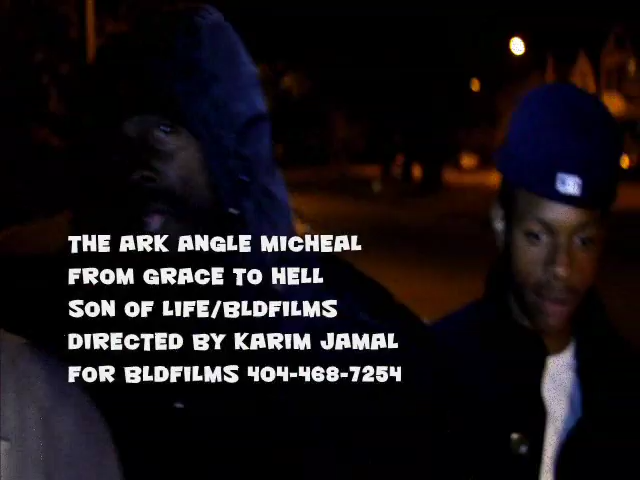 THE ARK ANGLE MICHEAL
FROM GRACE TO HELL
SON OF LIFE/BLDFILMS
DIRECTED BY KARIM JAMAL
FOR BLDFILMS 404-468-7254